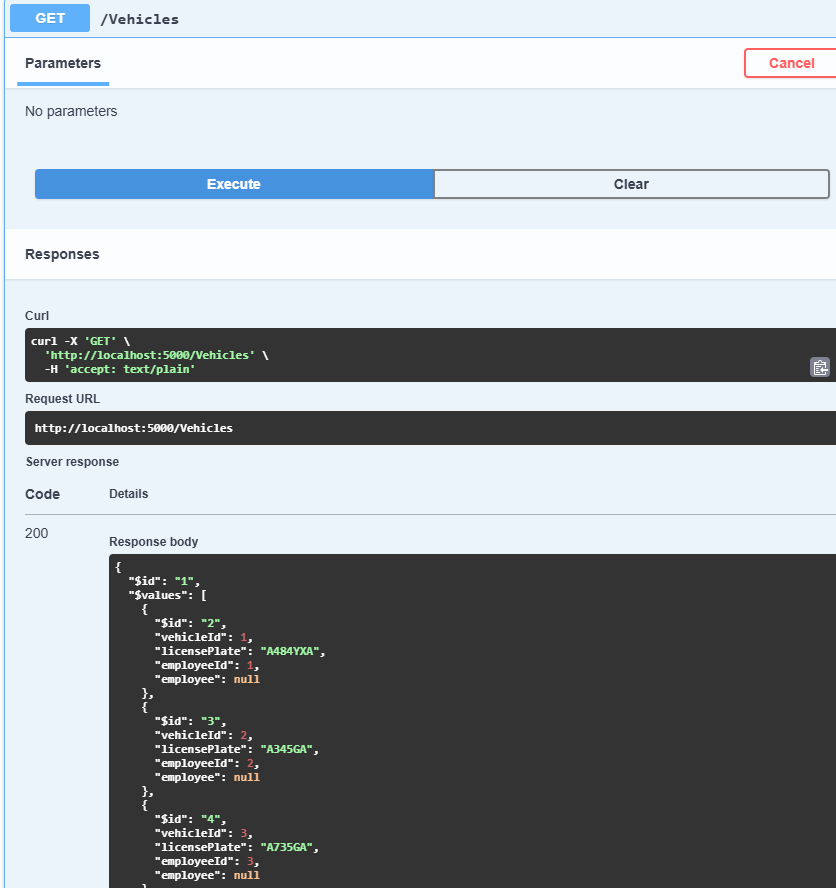 GET /Vehicles
Parameters
Cancel
No parameters
Execute
Clear
Responses
Curl
curl -X 'GET' \
  'http://localhost:5000/Vehicles' \
  -H 'accept: text/plain'
Request URL
http://localhost:5000/Vehicles
Server response
Code Details
200
Response body
{
  "$id": "1",
  "$values": [
    {
      "$id": "2",
      "vehicleId": 1,
      "licensePlate": "A484YXA",
      "employeeId": 1,
      "employee": null
    },
    {
      "$id": "3",
      "vehicleId": 2,
      "licensePlate": "A345GA",
      "employeeId": 2,
      "employee": null
    },
    {
      "$id": "4",
      "vehicleId": 3,
      "licensePlate": "A735GA",
      "employeeId": 3,
      "employee": null